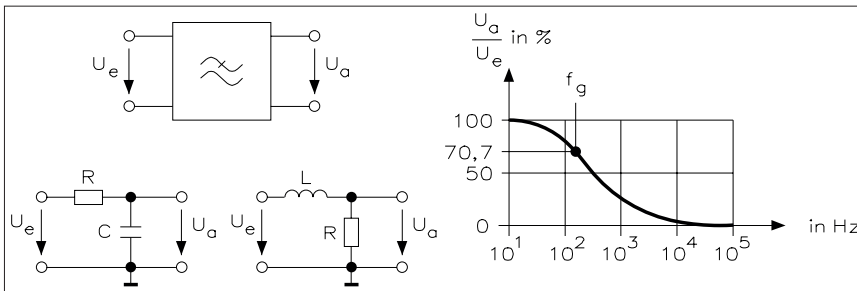 U_e
U_a
U_a
U_e
in %
f_g
100
70,7
50
0
10^1
10^2
10^3
10^4
10^5
in Hz
R
U_e
C
U_a
L
U_e
R
U_a